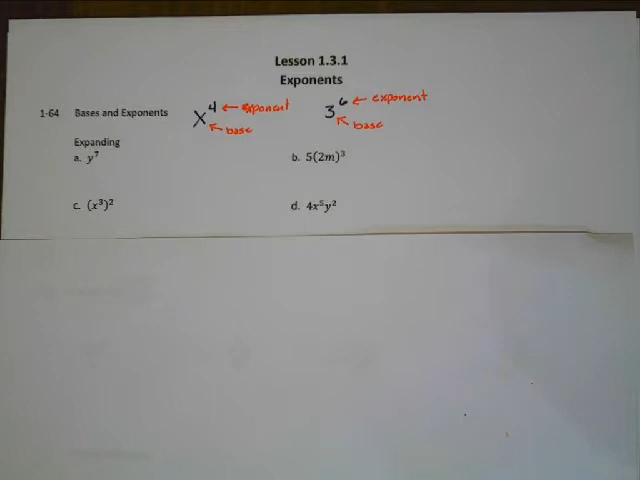 Lesson 1.3.1
Exponents
1-64 Bases and Exponents x⁴ ← exponent 3⁶ ← exponent
↖ base ↖ base
Expanding
a. y⁷ b. 5(2m)³
c. (x³)² d. 4x⁵y²